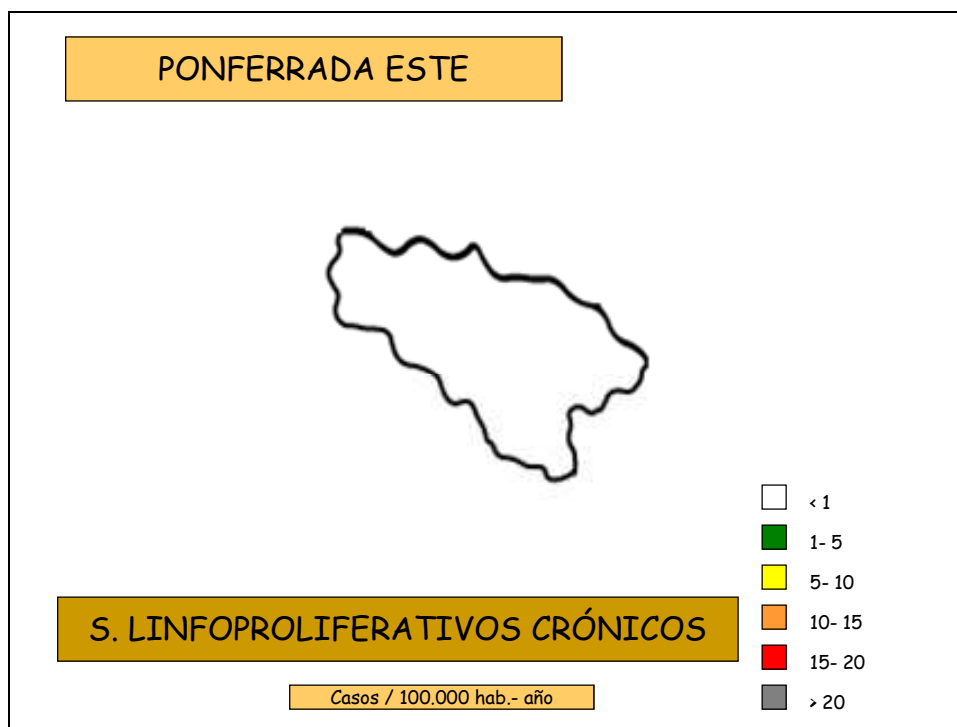 PONFERRADA ESTE
< 1
1- 5
5- 10
10- 15
15- 20
> 20
S. LINFOPROLIFERATIVOS CRÓNICOS
Casos / 100.000 hab.- año